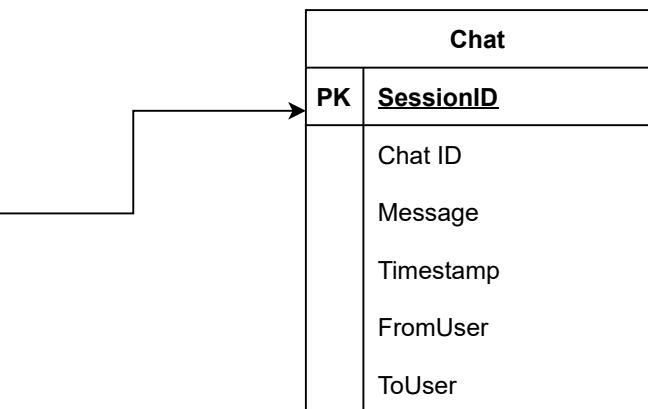 Chat
PK SessionID
Chat ID
Message
Timestamp
FromUser
ToUser